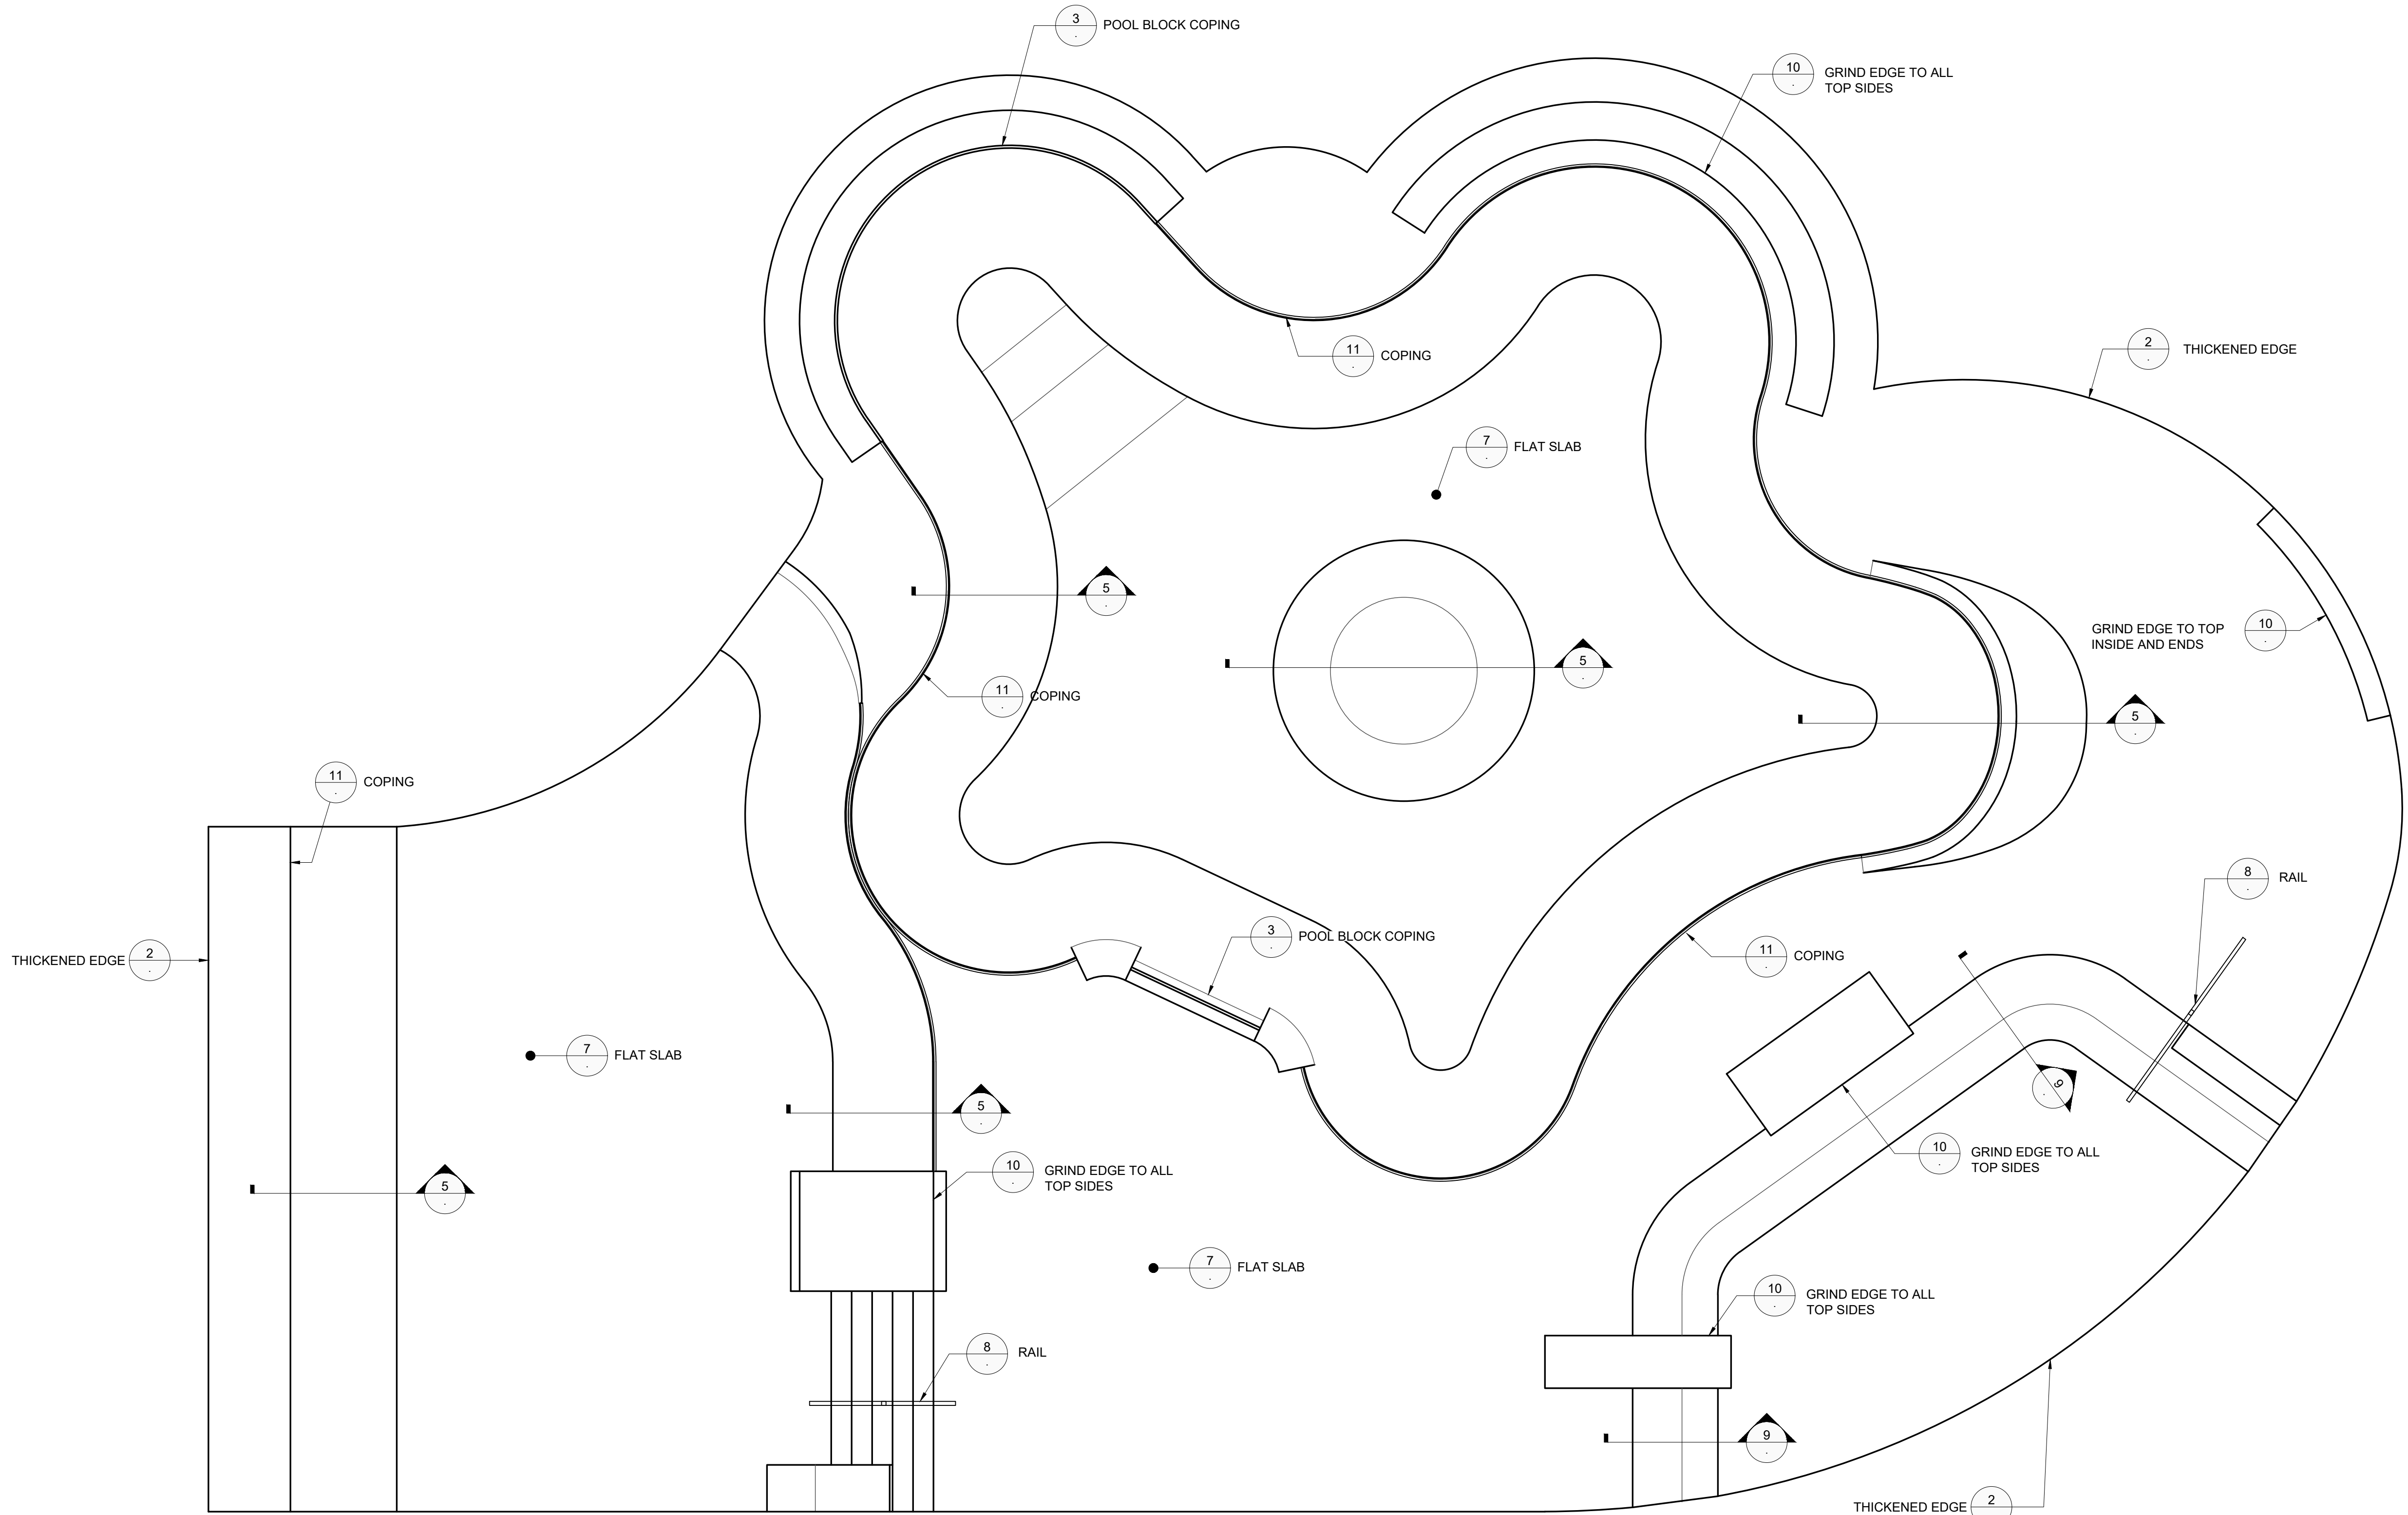 3
.
POOL BLOCK COPING
10
.
GRIND EDGE TO ALL
TOP SIDES
11
.
COPING
2
.
THICKENED EDGE
7
.
FLAT SLAB
5
.
GRIND EDGE TO TOP
INSIDE AND ENDS
10
.
5
.
11
.
COPING
5
.
11
.
COPING
8
.
RAIL
3
.
POOL BLOCK COPING
11
.
COPING
THICKENED EDGE
2
.
7
.
FLAT SLAB
9
.
5
.
10
.
GRIND EDGE TO ALL
TOP SIDES
10
.
GRIND EDGE TO ALL
TOP SIDES
5
.
7
.
FLAT SLAB
10
.
GRIND EDGE TO ALL
TOP SIDES
8
.
RAIL
9
.
THICKENED EDGE
2